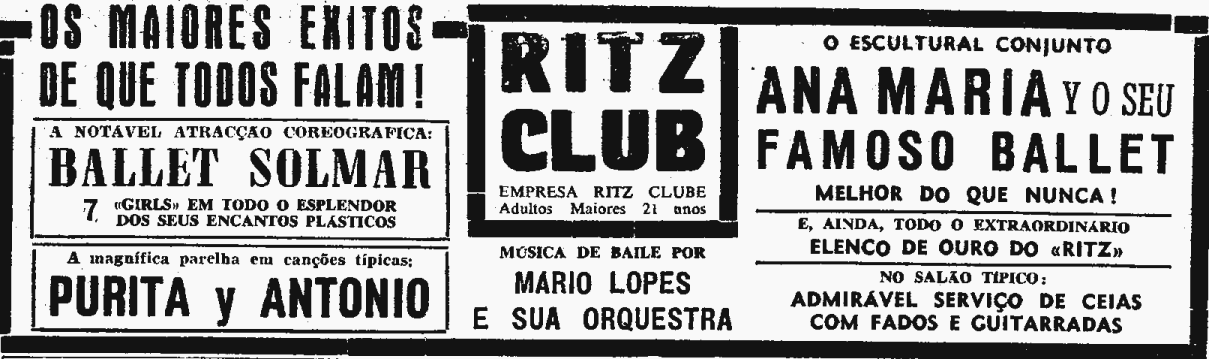 OS MAIORES EXITOS
DE QUE TODOS FALAM!
A NOTÁVEL ATRACÇÃO COREOGRAFICA:
BALLET SOLMAR
7 «GIRLS» EM TODO O ESPLENDOR
DOS SEUS ENCANTOS PLÁSTICOS
A magnífica parelha em canções típicas:
PURITA y ANTONIO
RITZ
CLUB
EMPRESA RITZ CLUBE
Adultos Maiores 21 anos
MÚSICA DE BAILE POR
MARIO LOPES
E SUA ORQUESTRA
O ESCULTURAL CONJUNTO
ANA MARIA Y O SEU
FAMOSO BALLET
MELHOR DO QUE NUNCA!
E, AINDA, TODO O EXTRAORDINÁRIO
ELENCO DE OURO DO «RITZ»
NO SALÃO TÍPICO:
ADMIRÁVEL SERVIÇO DE CEIAS
COM FADOS E GUITARRADAS